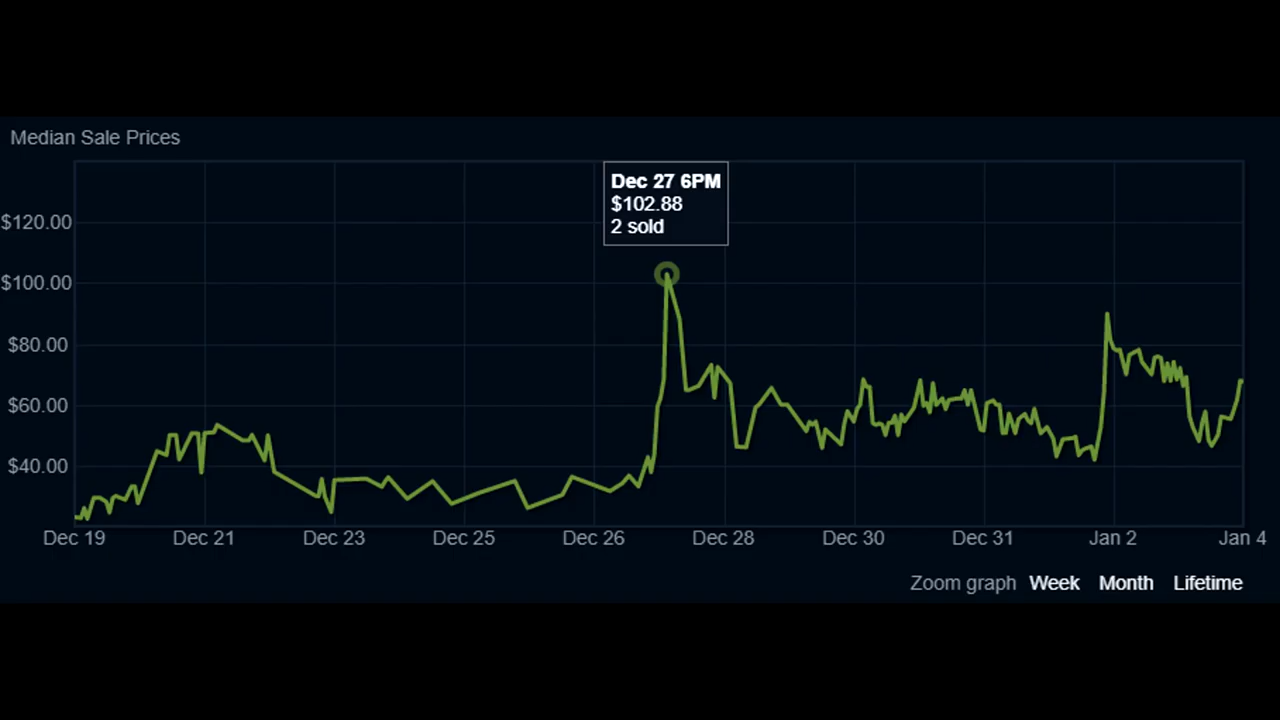 Median Sale Prices
Dec 27 6PM
$102.88
2 sold
$120.00
$100.00
$80.00
$60.00
$40.00
Dec 19 Dec 21 Dec 23 Dec 25 Dec 26 Dec 28 Dec 30 Dec 31 Jan 2 Jan 4
Zoom graph Week Month Lifetime